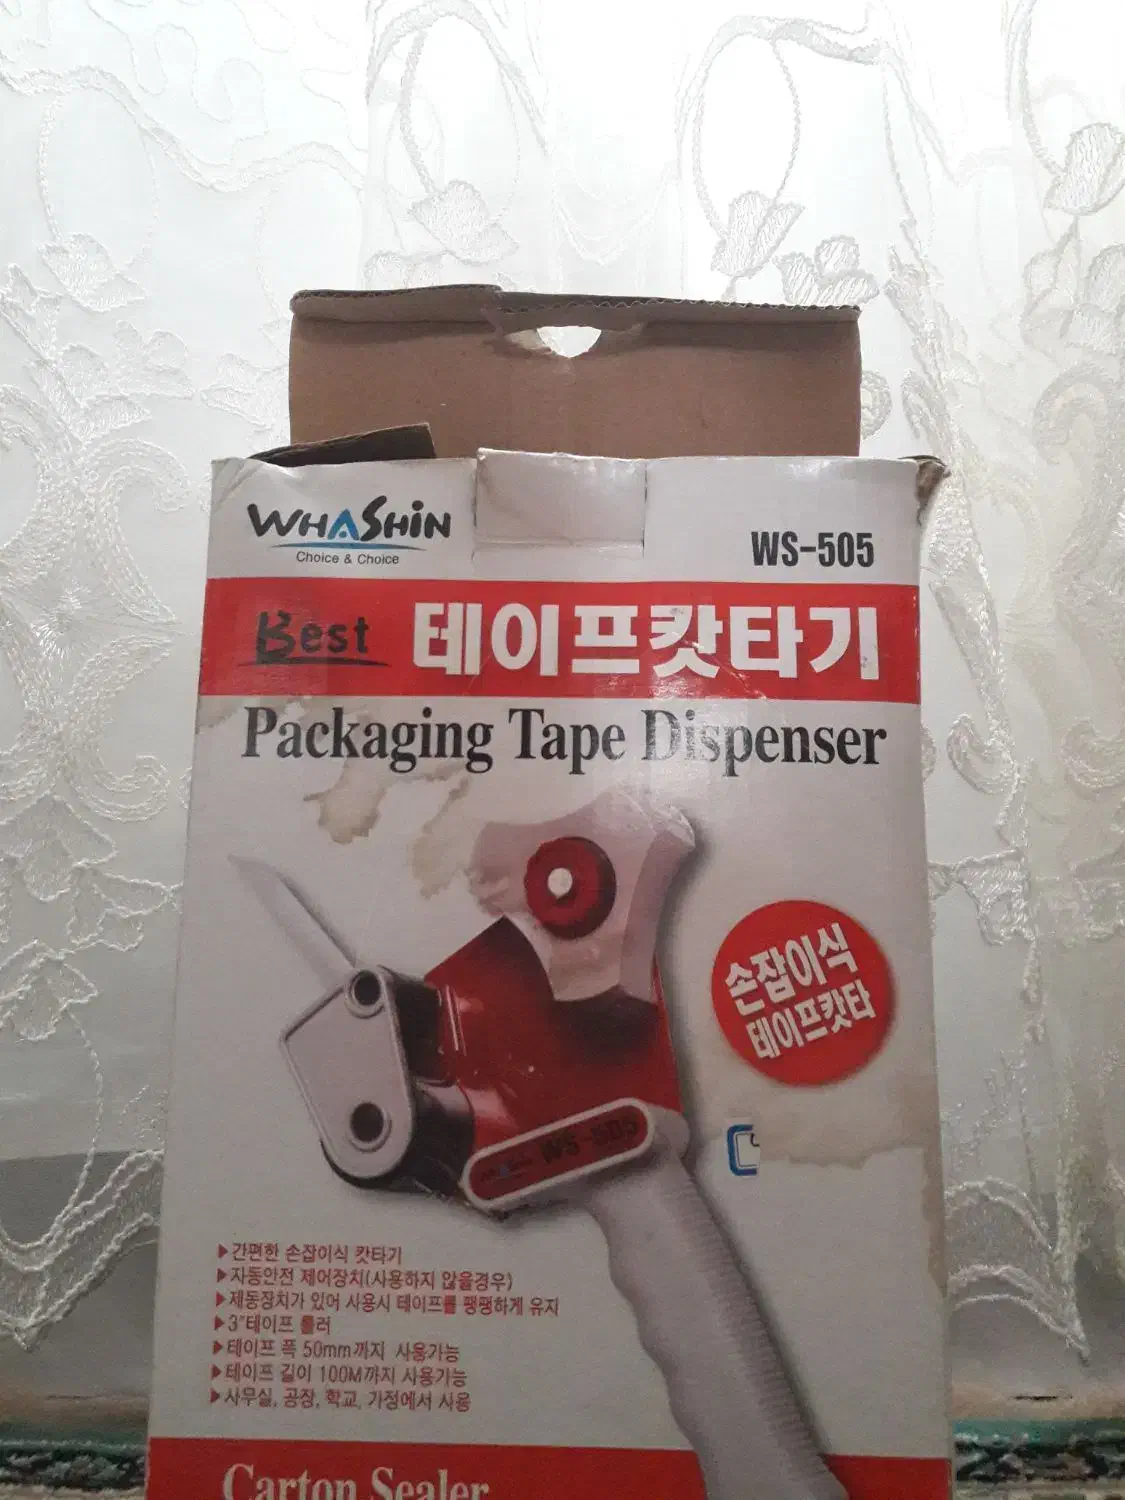 WHASHIN
Choice & Choice
WS-505
Best 테이프캇타기
Packaging Tape Dispenser
손잡이식
테이프캇타
WHASHIN WS-505
▶간편한 손잡이식 캇타기
▶자동안전 제어장치(사용하지 않을경우)
▶제동장치가 있어 사용시 테이프를 팽팽하게 유지
▶3"테이프 롤러
▶테이프 폭 50mm까지 사용가능
▶테이프 길이 100M까지 사용가능
▶사무실, 공장, 학교, 가정에서 사용
Carton Sealer